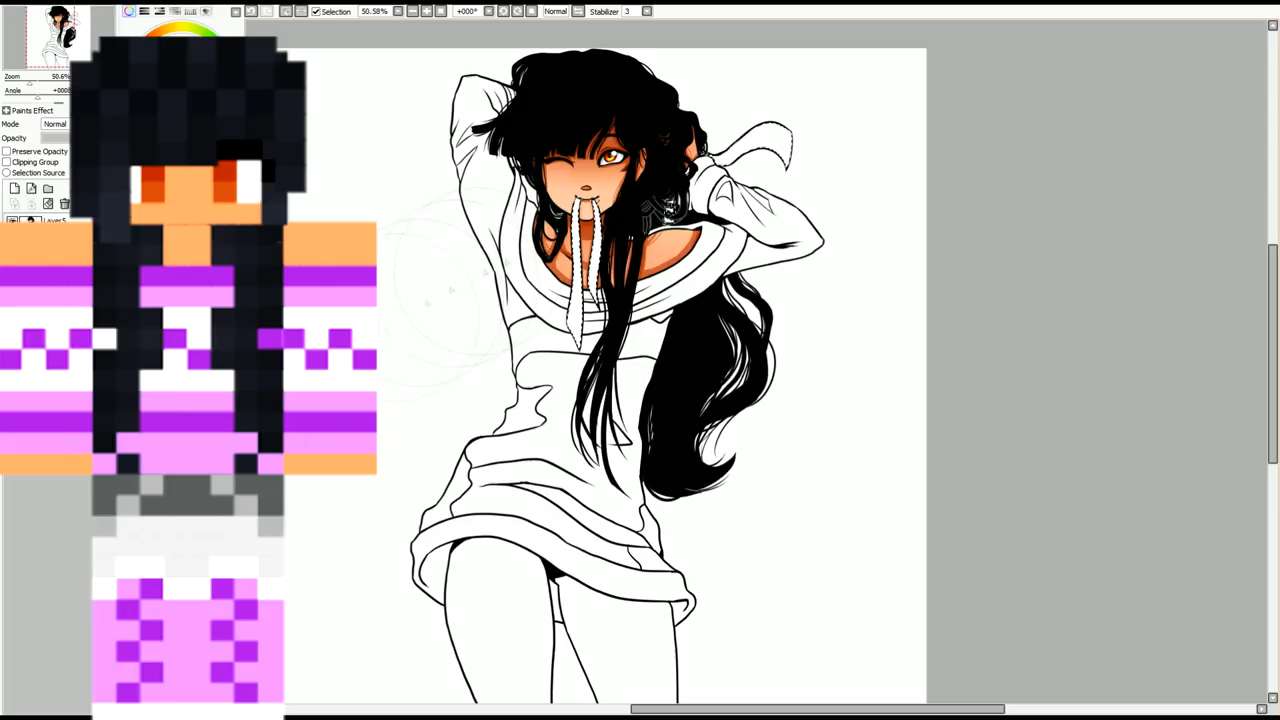 Selection 50.58% +000° Normal Stabilizer 3
Zoom 50.6%
Angle +000
Paints Effect
Mode Normal
Opacity
Preserve Opacity
Clipping Group
Selection Source